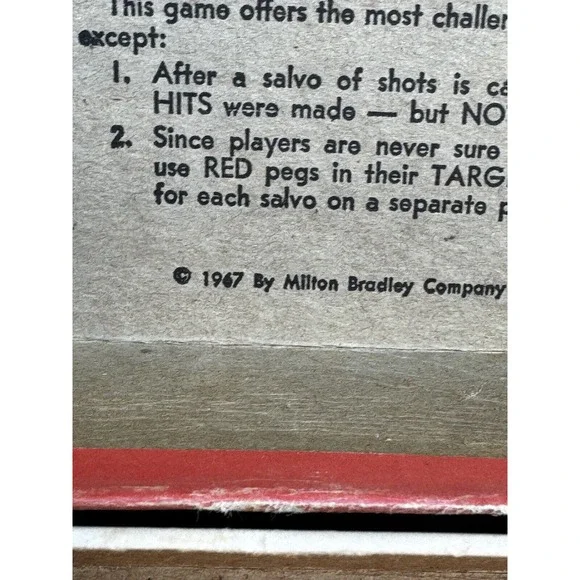 This game offers the most challen
except:
1. After a salvo of shots is ca
HITS were made — but NO
2. Since players are never sure
use RED pegs in their TARG
for each salvo on a separate p
© 1967 By Milton Bradley Company